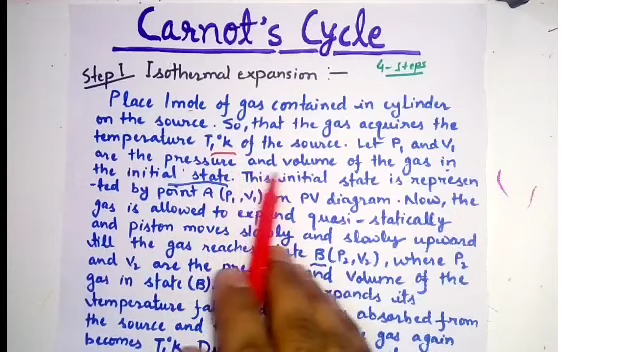 Carnot's Cycle
4-steps
Step 1 Isothermal expansion :-
Place 1mole of gas contained in cylinder
on the source. So, that the gas acquires the
temperature T₁°k of the source. Let P₁ and V₁
are the pressure and volume of the gas in
the initial state. This initial state is represen
-ted by point A (P₁, V₁) on PV diagram. Now, the
gas is allowed to expand quasi-statically
and piston moves slowly and slowly upward
till the gas reaches B(P₂,V₂), where P₂
and V₂ are the and volume of the
gas in state (B). its
temperature absorbed from
the source and gas again
becomes T₁°k.